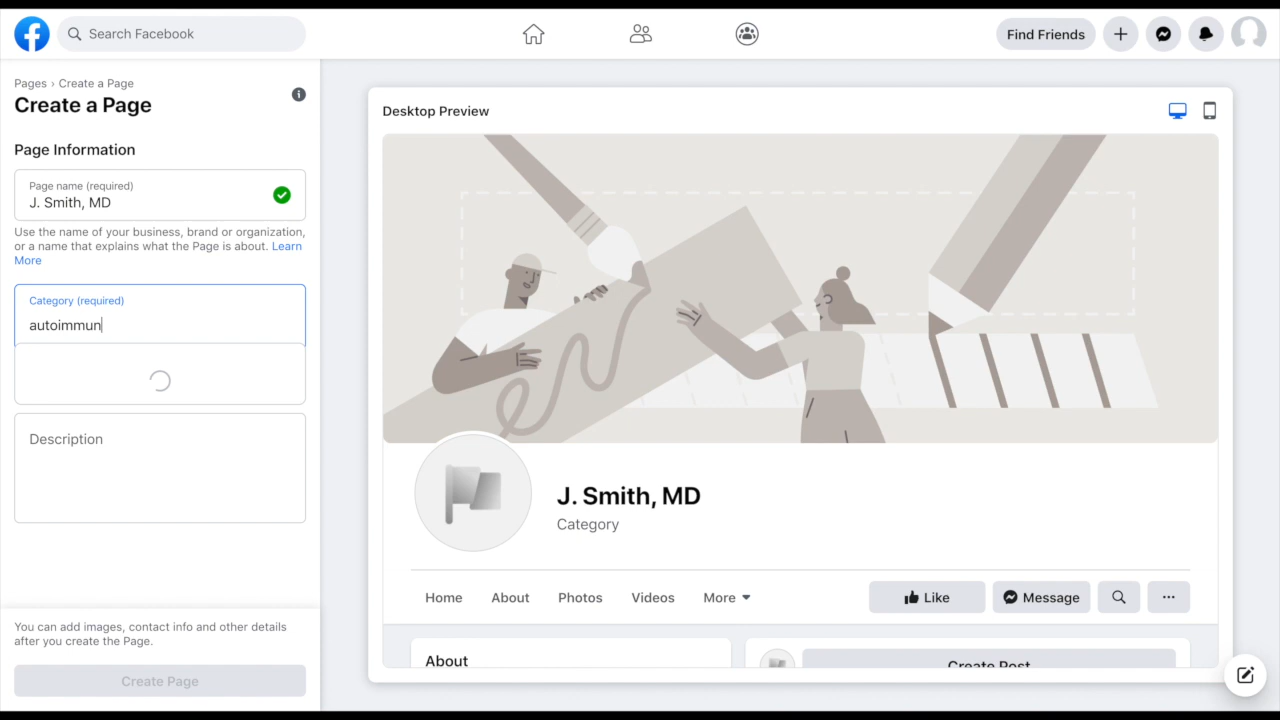 Search Facebook
Find Friends
Pages › Create a Page
Create a Page
Page Information
Page name (required)
J. Smith, MD
Use the name of your business, brand or organization,
or a name that explains what the Page is about. Learn
More
Category (required)
autoimmun
Description
You can add images, contact info and other details
after you create the Page.
Create Page
Desktop Preview
J. Smith, MD
Category
Home About Photos Videos More
Like Message
About
Create Post